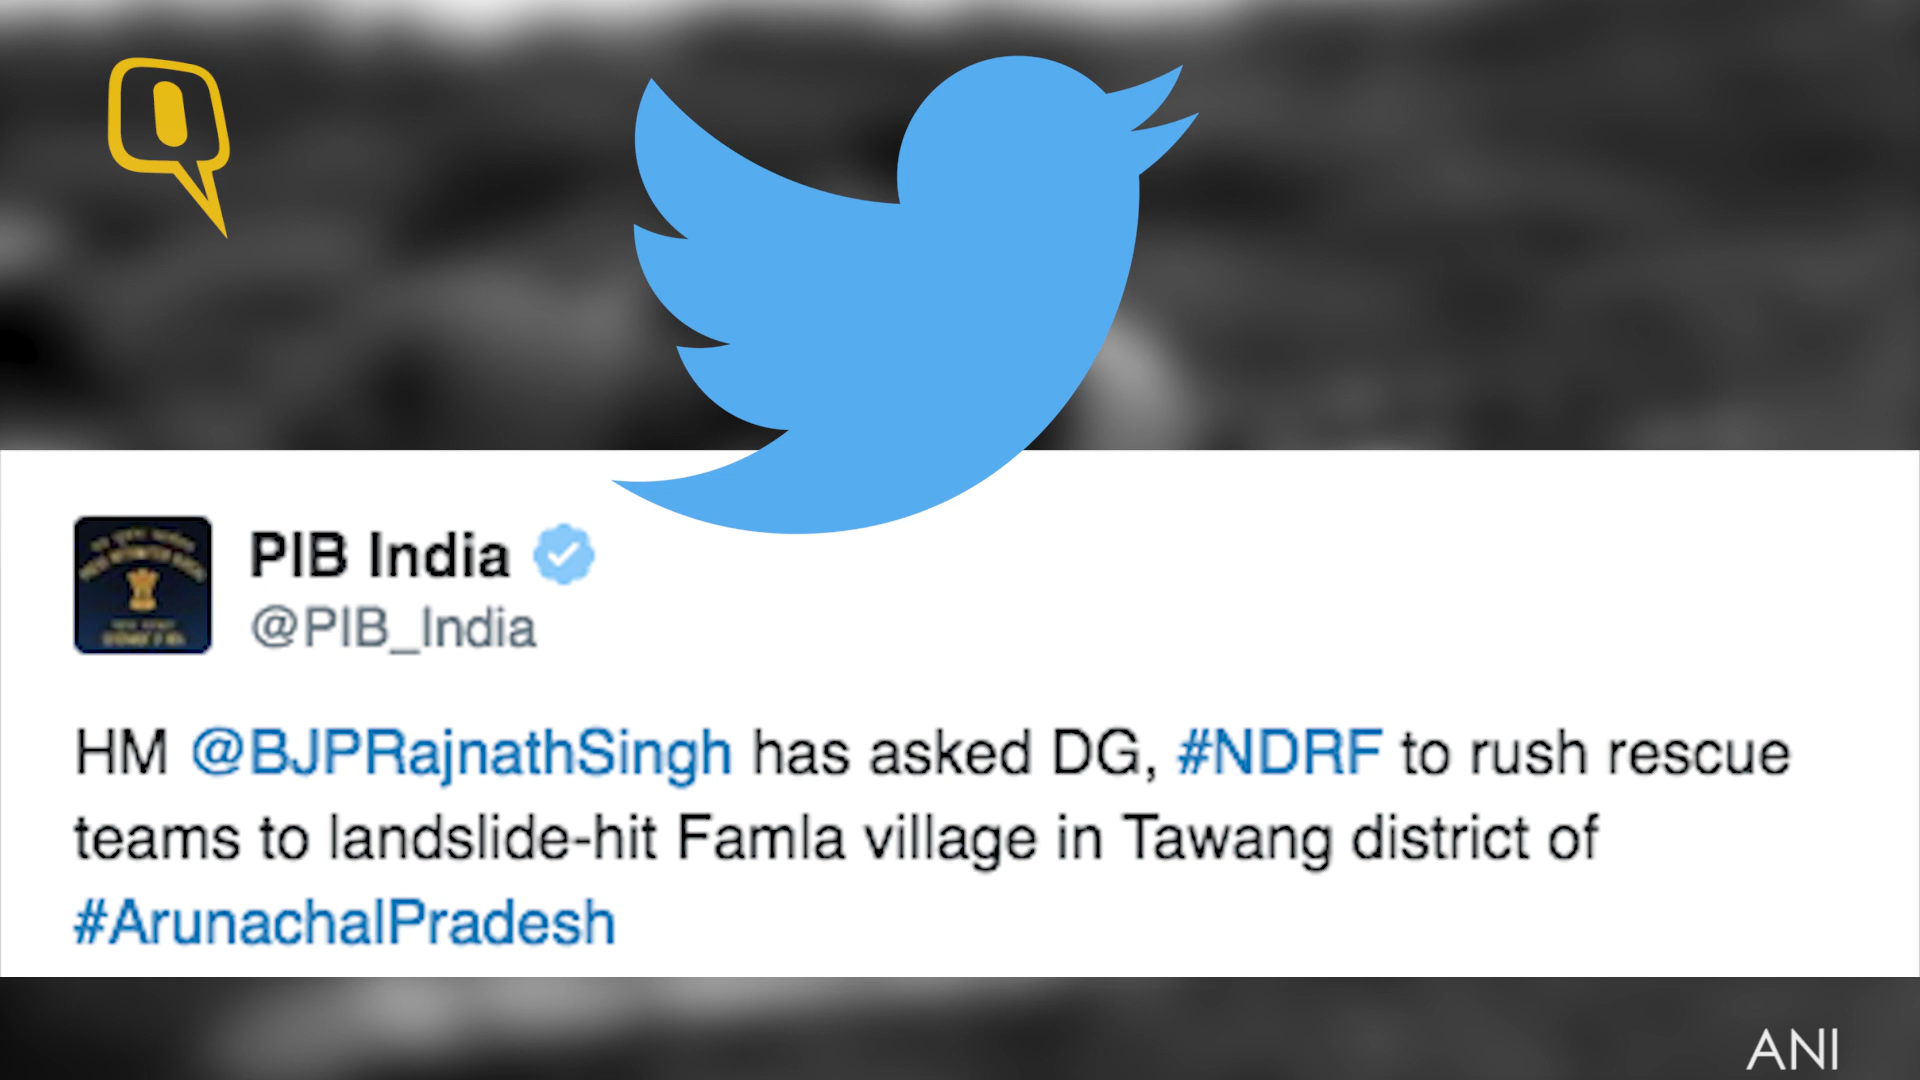 PIB India
@PIB_India
HM @BJPRajnathSingh has asked DG, #NDRF to rush rescue
teams to landslide-hit Famla village in Tawang district of
#ArunachalPradesh
ANI